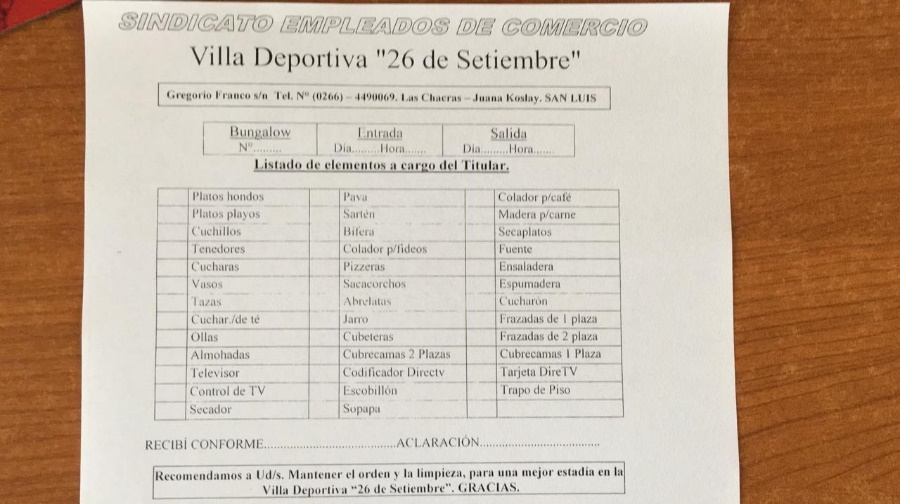 SINDICATO EMPLEADOS DE COMERCIO
Villa Deportiva "26 de Setiembre"
Gregorio Franco s/n Tel. Nº (0266) – 4490069. Las Chacras – Juana Koslay. SAN LUIS
Bungalow Entrada Salida
Nº......... Día.........Hora....... Día.........Hora.......
Listado de elementos a cargo del Titular.
Platos hondos Pava Colador p/café
Platos playos Sartén Madera p/carne
Cuchillos Bifera Secaplatos
Tenedores Colador p/fideos Fuente
Cucharas Pizzeras Ensaladera
Vasos Sacacorchos Espumadera
Tazas Abrelatas Cucharón
Cuchar./de té Jarro Frazadas de 1 plaza
Ollas Cubeteras Frazadas de 2 plaza
Almohadas Cubrecamas 2 Plazas Cubrecamas 1 Plaza
Televisor Codificador Directv Tarjeta DireTV
Control de TV Escobillón Trapo de Piso
Secador Sopapa
RECIBÍ CONFORME.....................................ACLARACIÓN.................................
Recomendamos a Ud/s. Mantener el orden y la limpieza, para una mejor estadía en la
Villa Deportiva “26 de Setiembre”. GRACIAS.